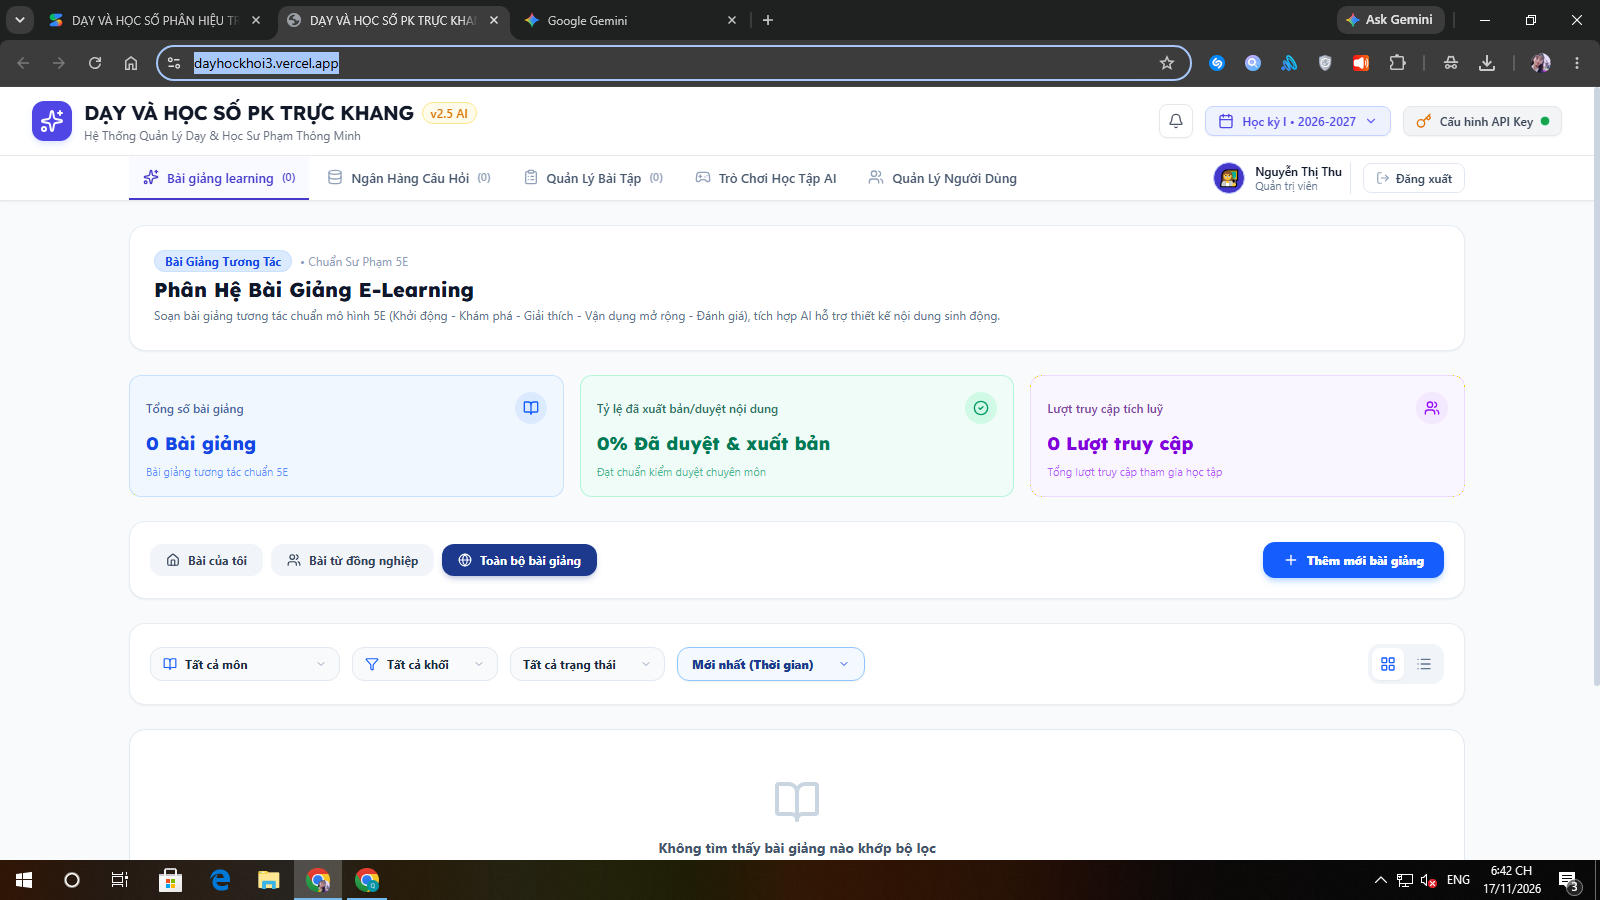 DẠY VÀ HỌC SỐ PHÂN HIỆU TR
DẠY VÀ HỌC SỐ PK TRỰC KHA
Google Gemini
Ask Gemini
dayhockhoi3.vercel.app
DẠY VÀ HỌC SỐ PK TRỰC KHANG
v2.5 AI
Hệ Thống Quản Lý Dạy & Học Sư Phạm Thông Minh
Học kỳ I • 2026-2027
Cấu hình API Key
Bài giảng learning (0)
Ngân Hàng Câu Hỏi (0)
Quản Lý Bài Tập (0)
Trò Chơi Học Tập AI
Quản Lý Người Dùng
Nguyễn Thị Thu
Quản trị viên
Đăng xuất
Bài Giảng Tương Tác • Chuẩn Sư Phạm 5E
Phân Hệ Bài Giảng E-Learning
Soạn bài giảng tương tác chuẩn mô hình 5E (Khởi động - Khám phá - Giải thích - Vận dụng mở rộng - Đánh giá), tích hợp AI hỗ trợ thiết kế nội dung sinh động.
Tổng số bài giảng
0 Bài giảng
Bài giảng tương tác chuẩn 5E
Tỷ lệ đã xuất bản/duyệt nội dung
0% Đã duyệt & xuất bản
Đạt chuẩn kiểm duyệt chuyên môn
Lượt truy cập tích luỹ
0 Lượt truy cập
Tổng lượt truy cập tham gia học tập
Bài của tôi
Bài từ đồng nghiệp
Toàn bộ bài giảng
Thêm mới bài giảng
Tất cả môn
Tất cả khối
Tất cả trạng thái
Mới nhất (Thời gian)
Không tìm thấy bài giảng nào khớp bộ lọc
ENG
6:42 CH
17/11/2026
3